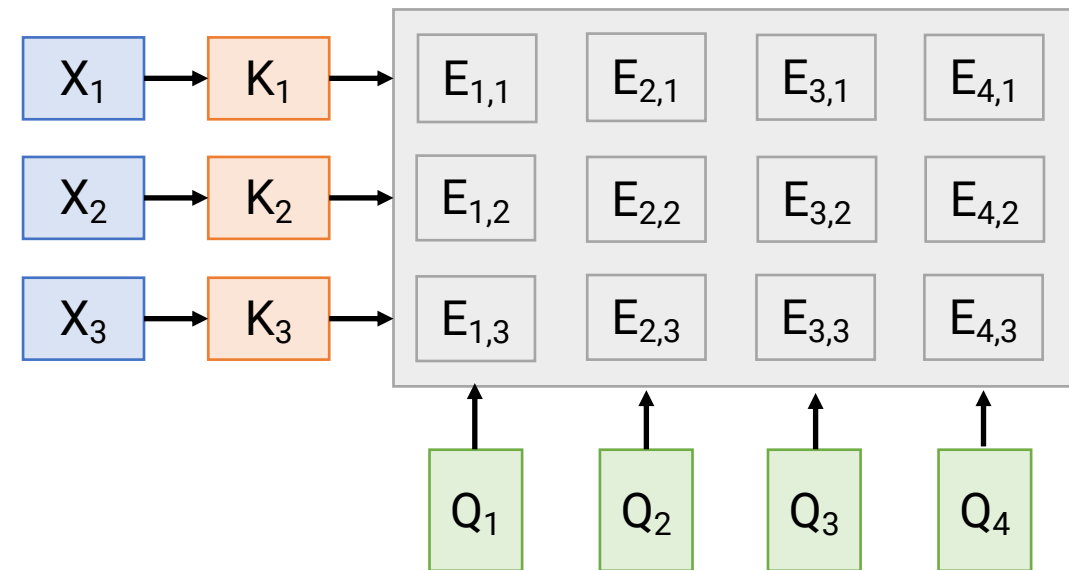 X₁ K₁ E₁,₁ E₂,₁ E₃,₁ E₄,₁
X₂ K₂ E₁,₂ E₂,₂ E₃,₂ E₄,₂
X₃ K₃ E₁,₃ E₂,₃ E₃,₃ E₄,₃
Q₁ Q₂ Q₃ Q₄